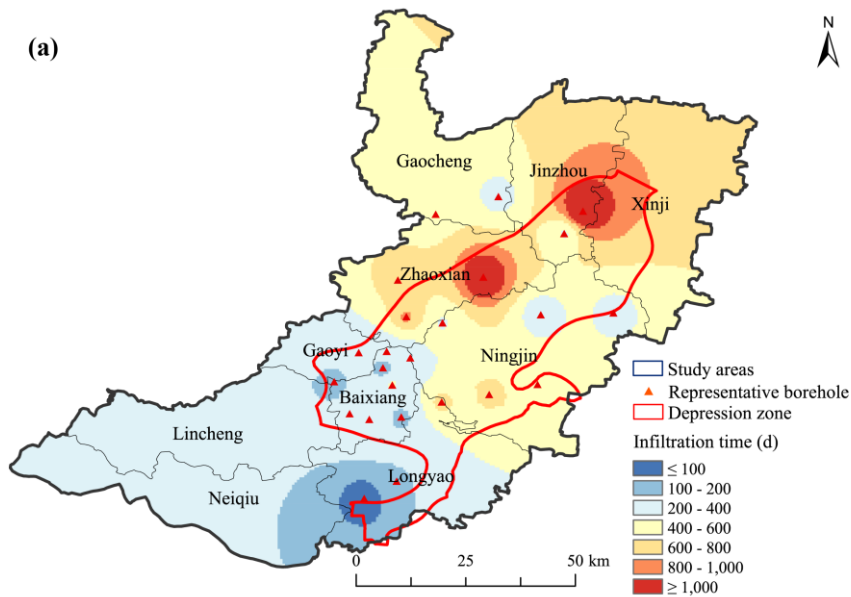 (a)
N
Gaocheng
Jinzhou
Xinji
Zhaoxian
Gaoyi
Ningjin
Baixiang
Lincheng
Neiqiu
Longyao
Study areas
Representative borehole
Depression zone
Infiltration time (d)
≤ 100
100 - 200
200 - 400
400 - 600
600 - 800
800 - 1,000
≥ 1,000
0 25 50 km